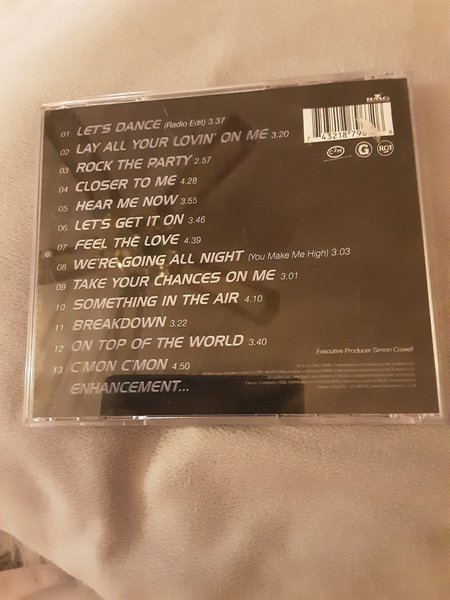 BMG
01 LET'S DANCE (Radio Edit) 3.37
02 LAY ALL YOUR LOVIN' ON ME 3.20
03 ROCK THE PARTY 2.57
04 CLOSER TO ME 4.28
05 HEAR ME NOW 3.55
06 LET'S GET IT ON 3.46
07 FEEL THE LOVE 4.39
08 WE'RE GOING ALL NIGHT (You Make Me High) 3.03
09 TAKE YOUR CHANCES ON ME 3.01
10 SOMETHING IN THE AIR 4.10
11 BREAKDOWN 3.22
12 ON TOP OF THE WORLD 3.40
13 C'MON C'MON 4.50
ENHANCEMENT...
7 43218 6
G
RCA
Executive Producer Simon Cowell